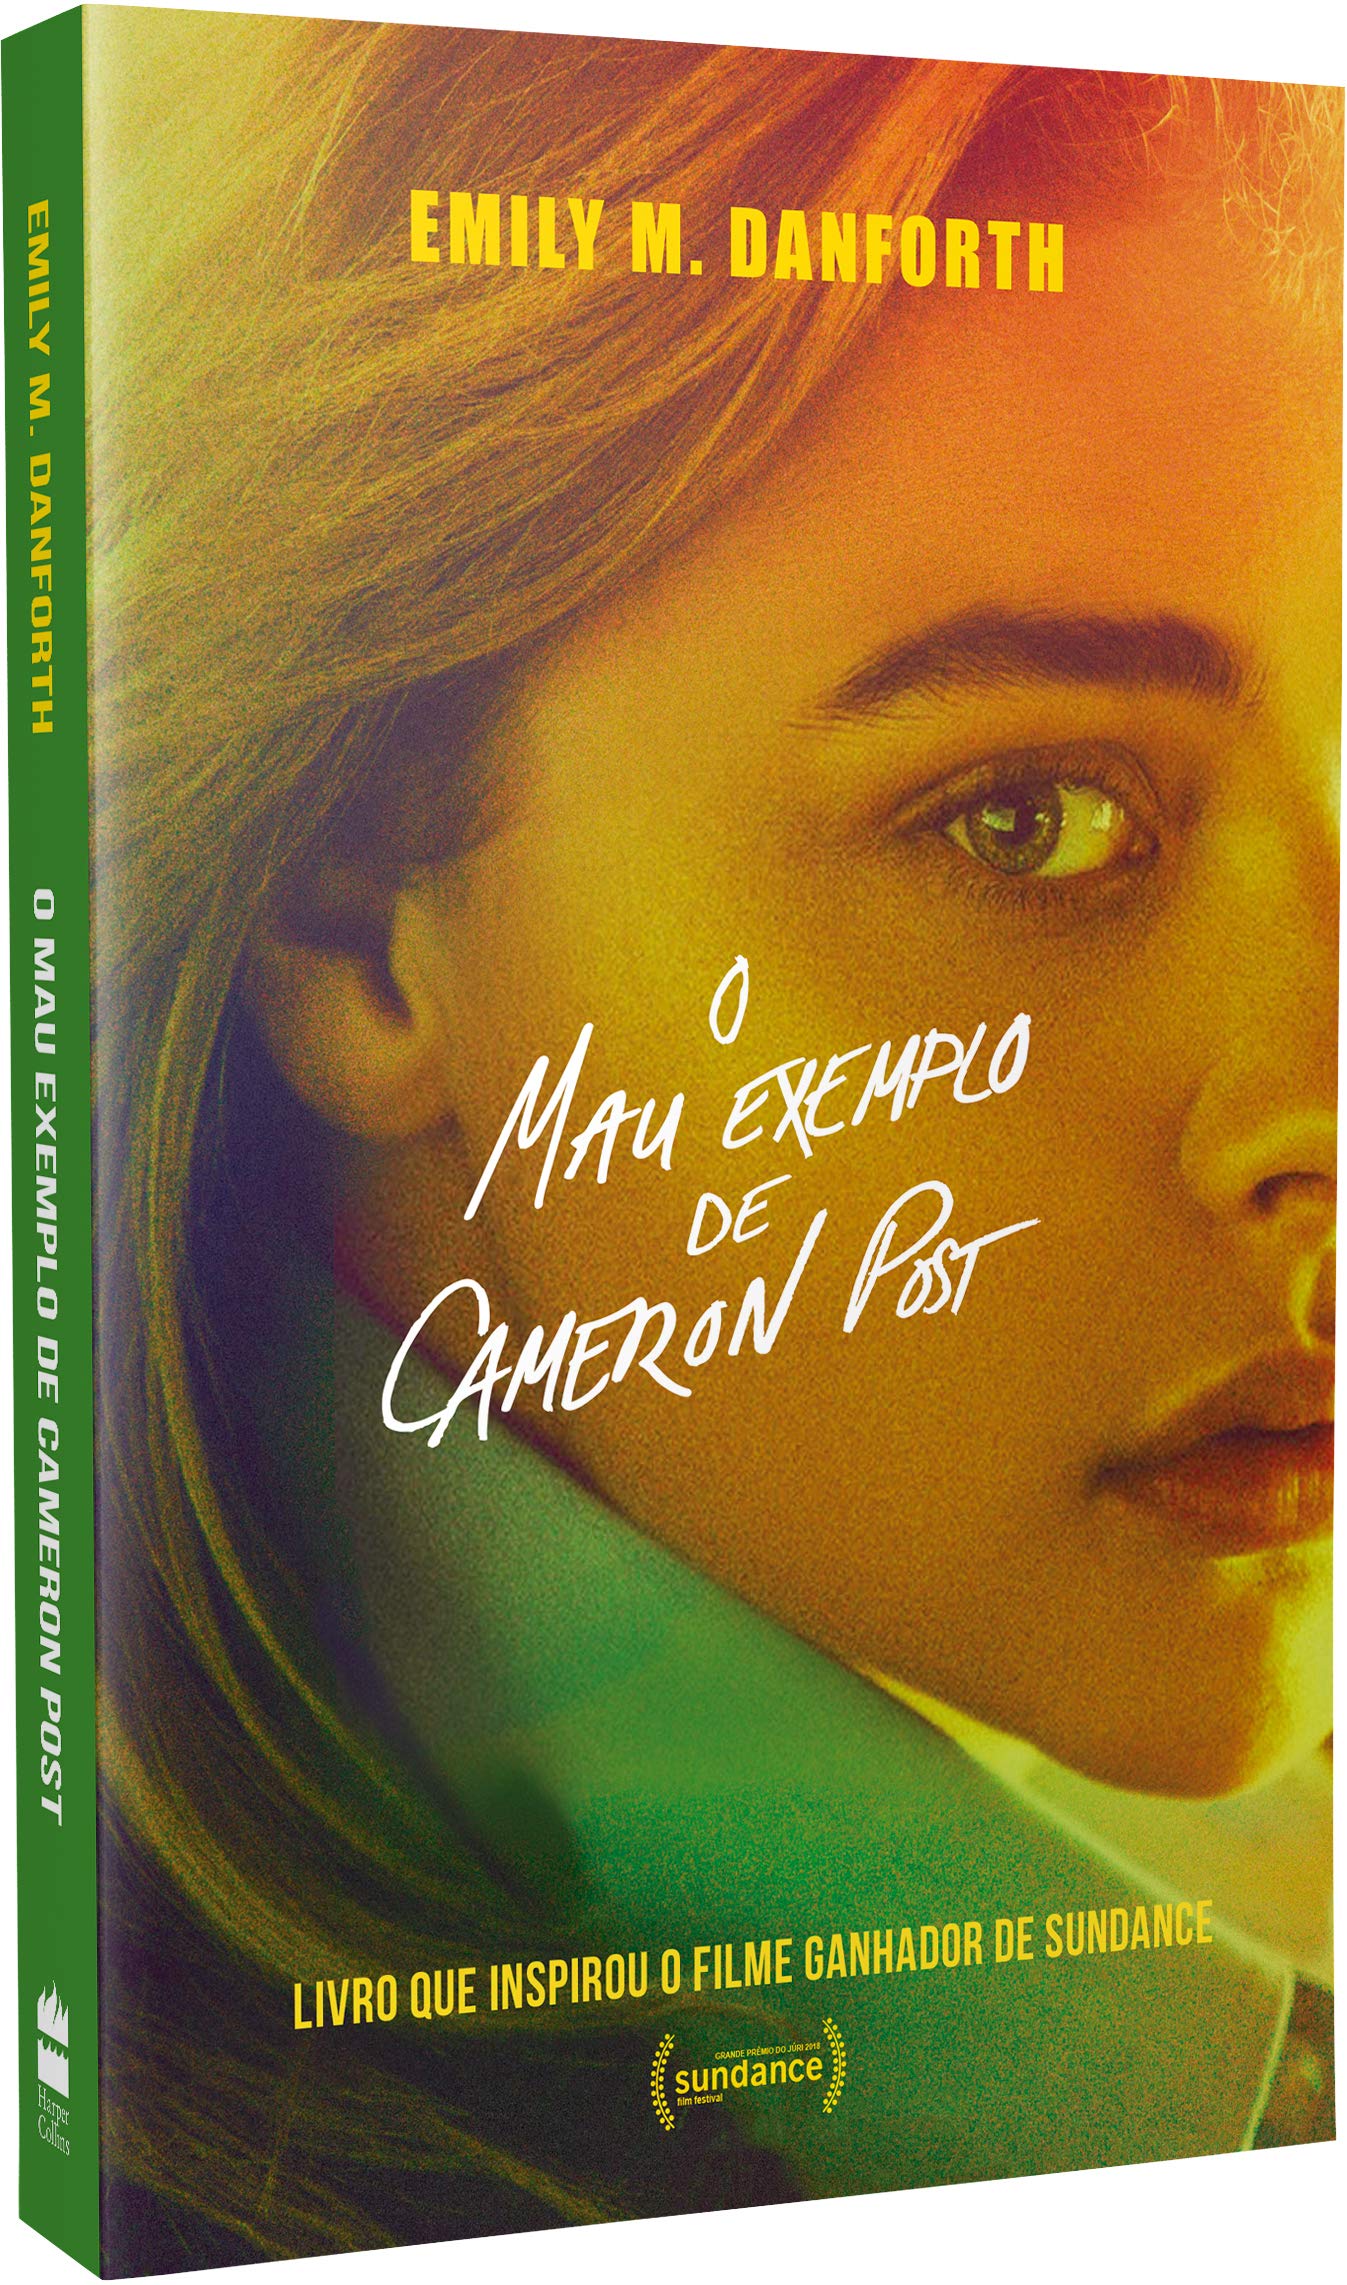 EMILY M. DANFORTH
O
MAU EXEMPLO
DE
CAMERON POST
LIVRO QUE INSPIROU O FILME GANHADOR DE SUNDANCE
GRANDE PRÊMIO DO JÚRI 2018
sundance
film festival
EMILY M. DANFORTH
O MAU EXEMPLO DE CAMERON POST
Harper
Collins